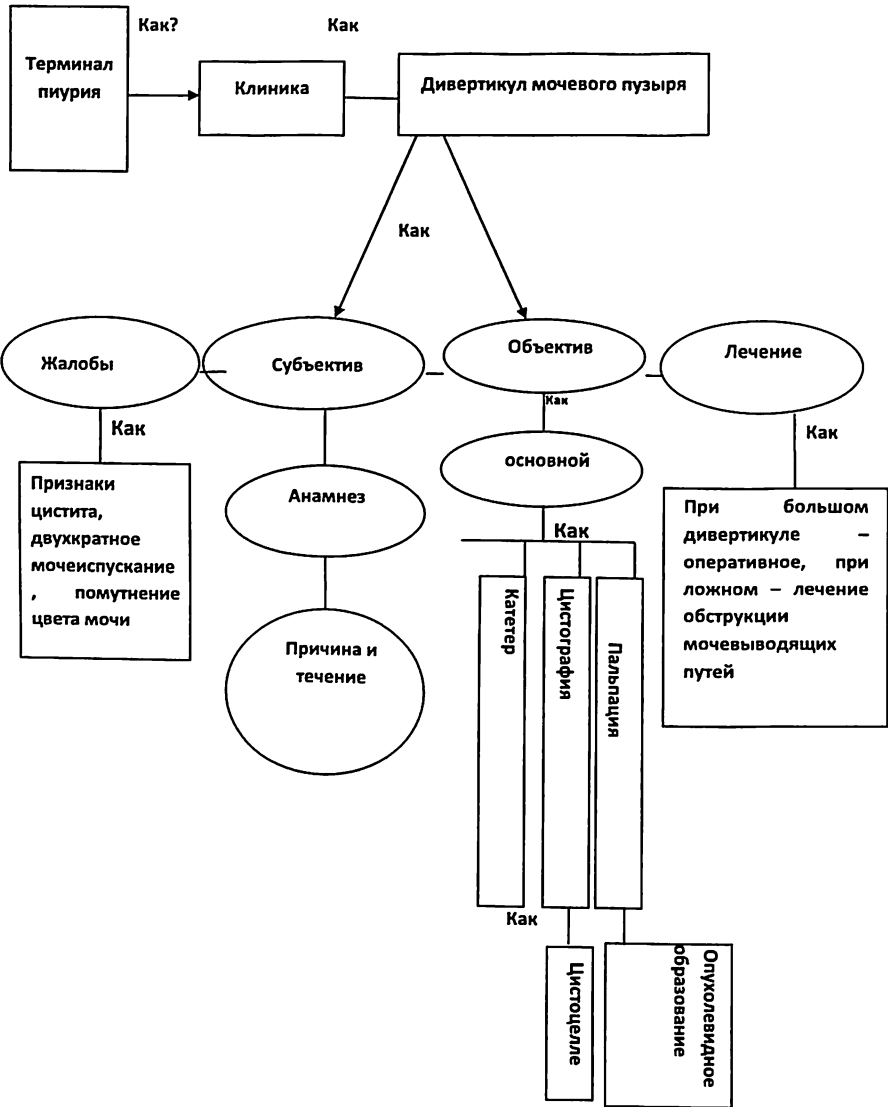 Как?
Как
Терминал
пиурия
Клиника
Дивертикул мочевого пузыря
Как
Жалобы
Субъектив
Объектив
Лечение
Как
Как
Как
основной
Признаки
цистита,
двухкратное
мочеиспускание
, помутнение
цвета мочи
Анамнез
При большом
дивертикуле –
оперативное, при
ложном – лечение
обструкции
мочевыводящих
путей
Как
Катетер
Цистография
Пальпация
Причина и
течение
Как
Цистоцелле
Опухолевидное
образование